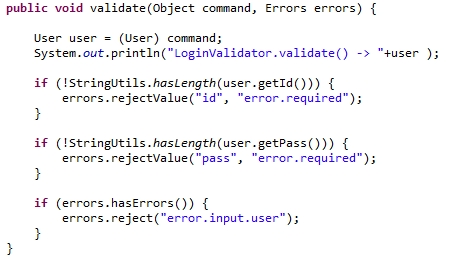 public void validate(Object command, Errors errors) {
User user = (User) command;
System.out.println("LoginValidator.validate() -> "+user );
if (!StringUtils.hasLength(user.getId())) {
errors.rejectValue("id", "error.required");
}
if (!StringUtils.hasLength(user.getPass())) {
errors.rejectValue("pass", "error.required");
}
if (errors.hasErrors()) {
errors.reject("error.input.user");
}
}